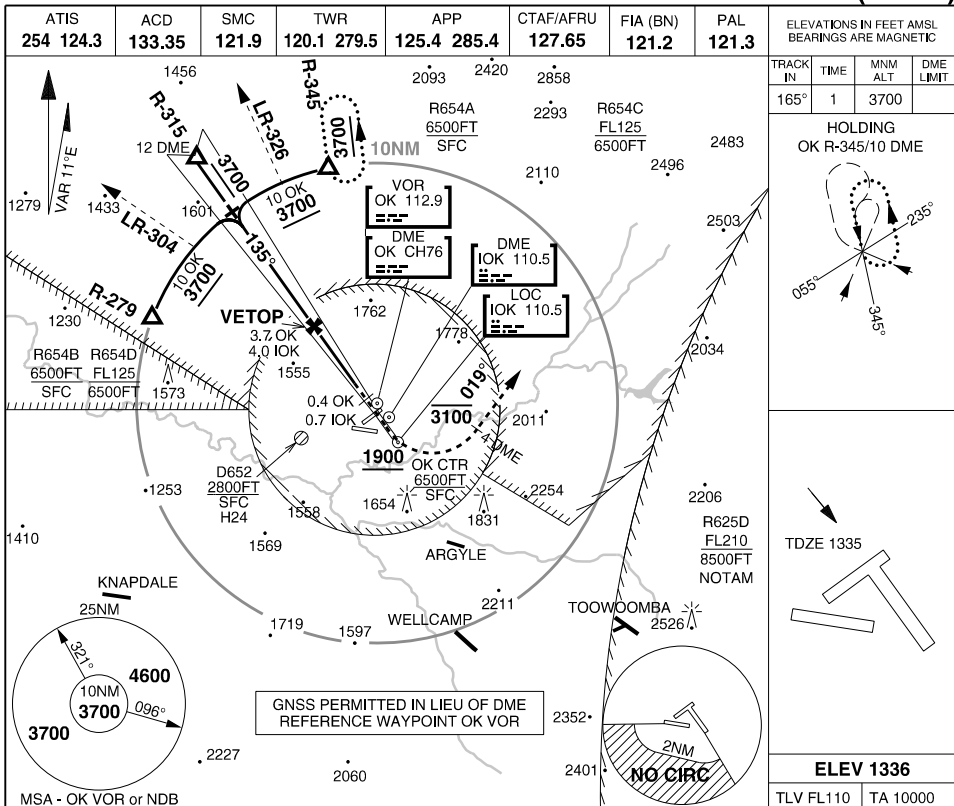 ATIS
254 124.3
ACD
133.35
SMC
121.9
TWR
120.1 279.5
APP
125.4 285.4
CTAF/AFRU
127.65
FIA (BN)
121.2
PAL
121.3
ELEVATIONS IN FEET AMSL
BEARINGS ARE MAGNETIC
TRACK IN
TIME
MNM ALT
DME LIMIT
165°
1
3700
HOLDING
OK R-345/10 DME
235°
055°
345°
VAR 11°E
1456
R-315
12 DME
3700
LR-326
R-345
3700
2093
2420
2858
2293
R654A
6500FT
SFC
R654C
FL125
6500FT
2483
2496
10NM
2110
1279
1433
1601
10 OK
3700
LR-304
135°
10 OK
3700
VOR
OK 112.9
DME
OK CH76
DME
IOK 110.5
LOC
IOK 110.5
2503
R-279
1230
VETOP
3.7 OK
4.0 IOK
1555
1762
1778
2034
R654B
6500FT
SFC
R654D
FL125
6500FT
1573
0.4 OK
0.7 IOK
019°
3100
2011
4 DME
1900
OK CTR
6500FT
SFC
D652
2800FT
SFC
H24
1253
1558
1654
1831
2254
2206
R625D
FL210
8500FT
NOTAM
1410
1569
ARGYLE
TDZE 1335
KNAPDALE
25NM
321°
4600
10NM
3700
096°
3700
MSA - OK VOR or NDB
1719
1597
WELLCAMP
2211
TOOWOOMBA
2526
GNSS PERMITTED IN LIEU OF DME
REFERENCE WAYPOINT OK VOR
2352
2227
2060
2401
2NM
NO CIRC
ELEV 1336
TLV FL110
TA 10000